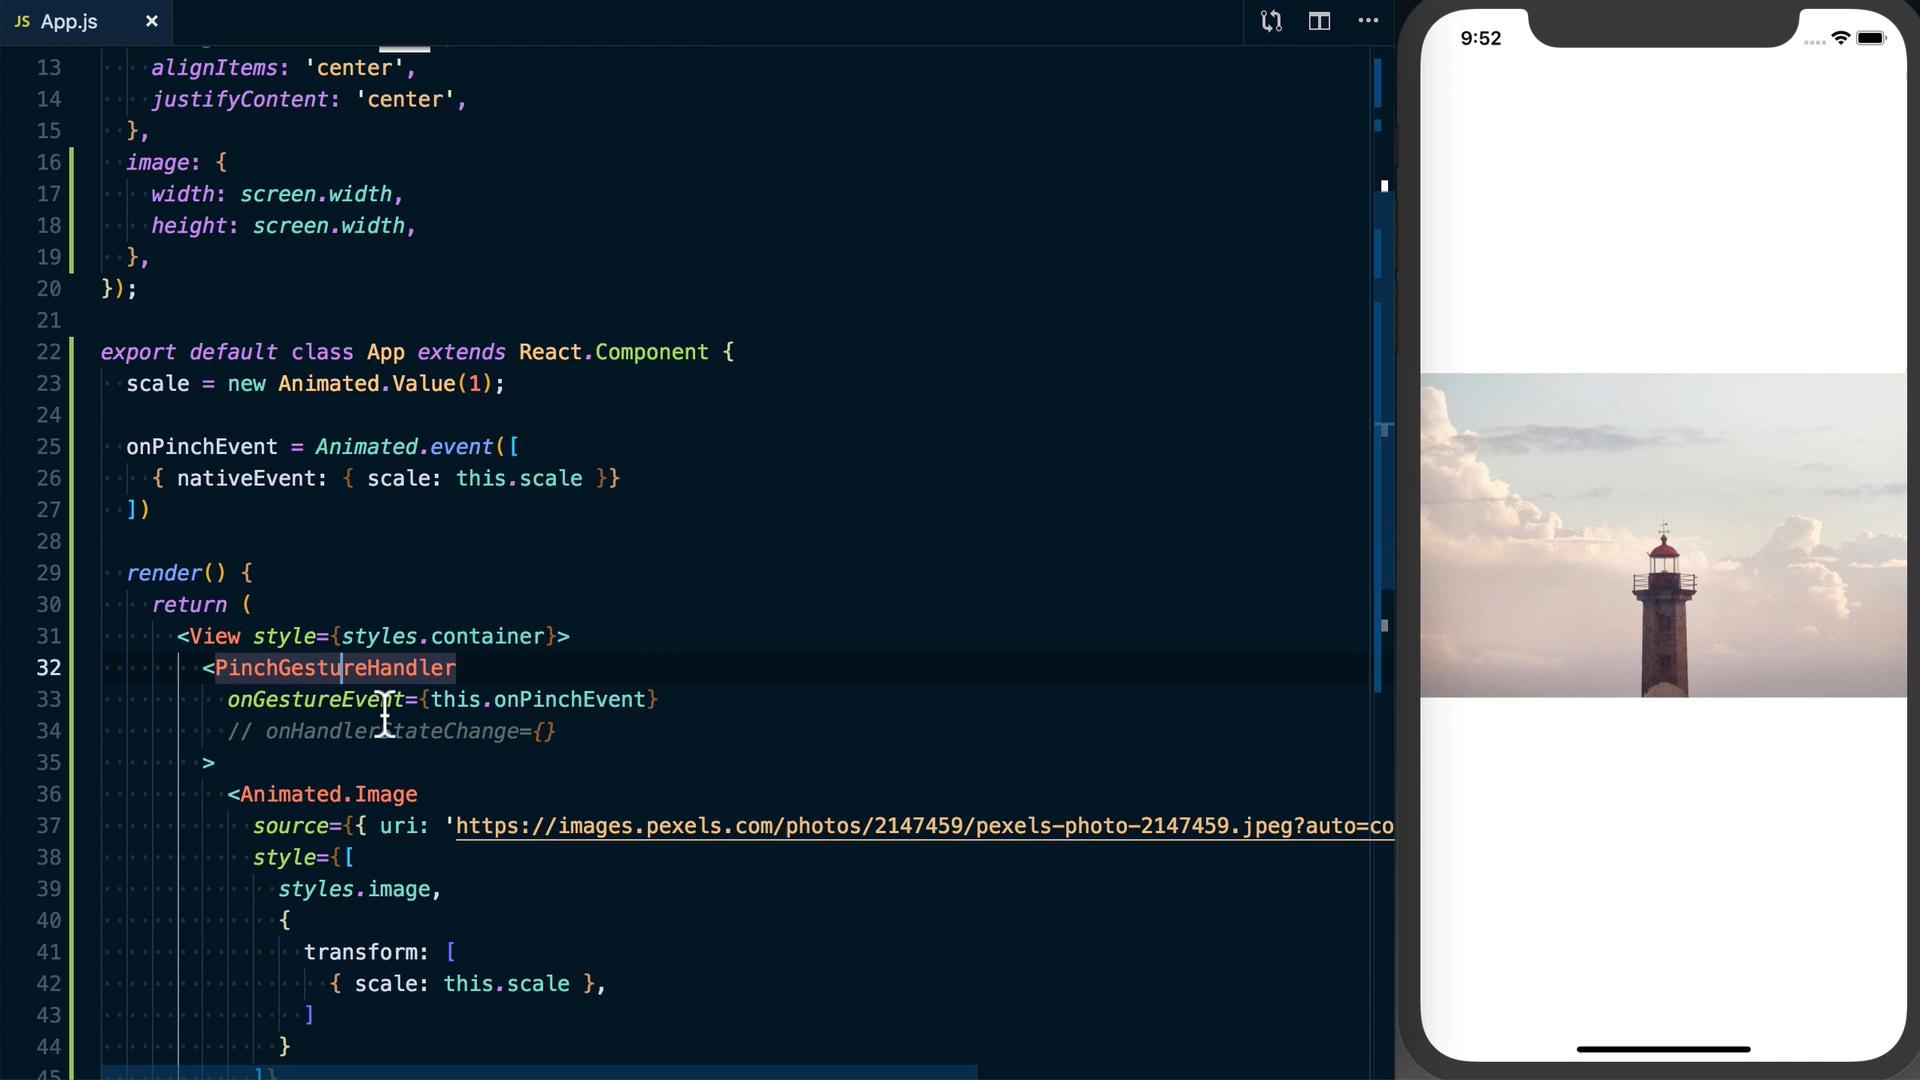 JS App.js
13 alignItems: 'center',
14 justifyContent: 'center',
15 },
16 image: {
17 width: screen.width,
18 height: screen.width,
19 },
20 });
21
22 export default class App extends React.Component {
23 scale = new Animated.Value(1);
24
25 onPinchEvent = Animated.event([
26 { nativeEvent: { scale: this.scale }}
27 ])
28
29 render() {
30 return (
31 <View style={styles.container}>
32 <PinchGestureHandler
33 onGestureEvent={this.onPinchEvent}
34 // onHandlerStateChange={}
35 >
36 <Animated.Image
37 source={{ uri: 'https://images.pexels.com/photos/2147459/pexels-photo-2147459.jpeg?auto=co
38 style={[
39 styles.image,
40 {
41 transform: [
42 { scale: this.scale },
43 ]
44 }
45 ]}
9:52